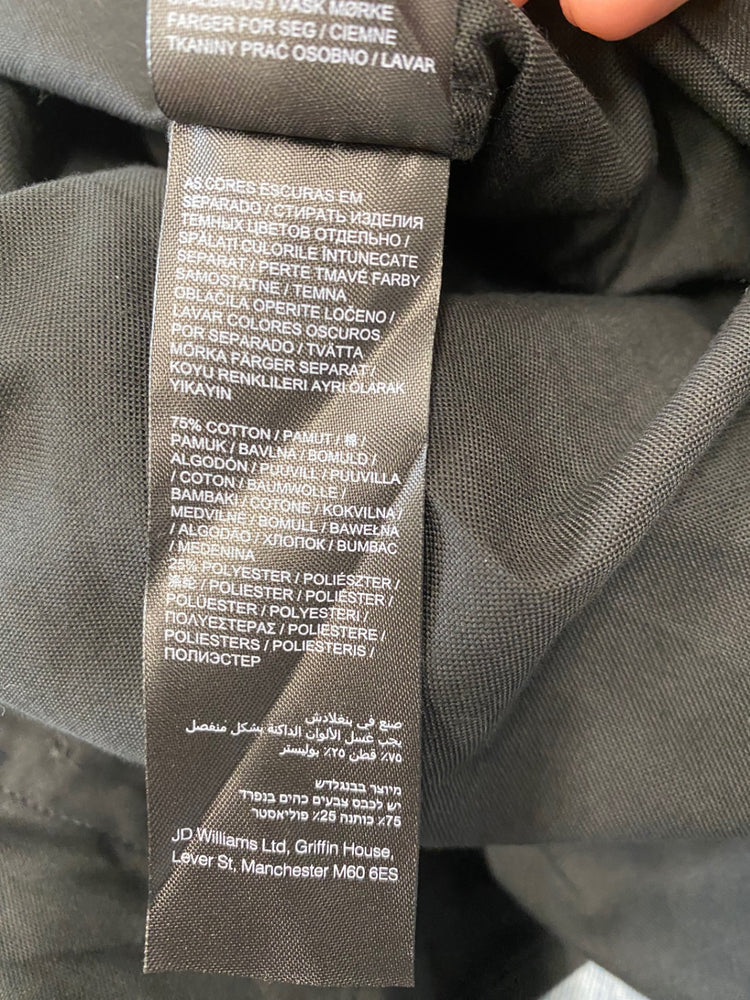 / VASK MØRKE
FARGER FOR SEG / CIEMNE
TKANINY PRAĆ OSOBNO / LAVAR
AS CORES ESCURAS EM
SEPARADO / СТИРАТЬ ИЗДЕЛИЯ
ТЕМНЫХ ЦВЕТОВ ОТДЕЛЬНО /
SPĂLAȚI CULORILE ÎNTUNECATE
SEPARAT / PERTE TMAVÉ FARBY
SAMOSTATNE / TEMNA
OBLAČILA OPERITE LOČENO /
LAVAR COLORES OSCUROS
POR SEPARADO / TVÄTTA
MÖRKA FÄRGER SEPARAT /
KOYU RENKLILERI AYRI OLARAK
YIKAYIN
75% COTTON / PAMUT / 棉 /
PAMUK / BAVLNA / BOMULD /
ALGODÓN / PUUVILL / PUUVILLA
/ COTON / BAUMWOLLE /
BAMBAKI / COTONE / KOKVILNA /
MEDVILNĖ / BOMULL / BAWEŁNA
/ ALGODÃO / ХЛОПОК / BUMBAC
/ MEDENINA
25% POLYESTER / POLIÉSZTER /
/ POLIESTER / POLIÉSTER /
POLÜESTER / POLYESTERI /
ΠΟΛΥΕΣΤΕΡΑΣ / POLIESTERE /
POLIESTERS / POLIESTERIS /
ПОЛИЭСТЕР
صنع في بنغلادش
يجب غسل الألوان الداكنة بشكل منفصل
٧٥٪ قطن ٢٥٪ بوليستر
מיוצר בבנגלדש
יש לכבס צבעים כהים בנפרד
75% כותנה 25% פוליאסטר
JD Williams Ltd, Griffin House,
Lever St, Manchester M60 6ES